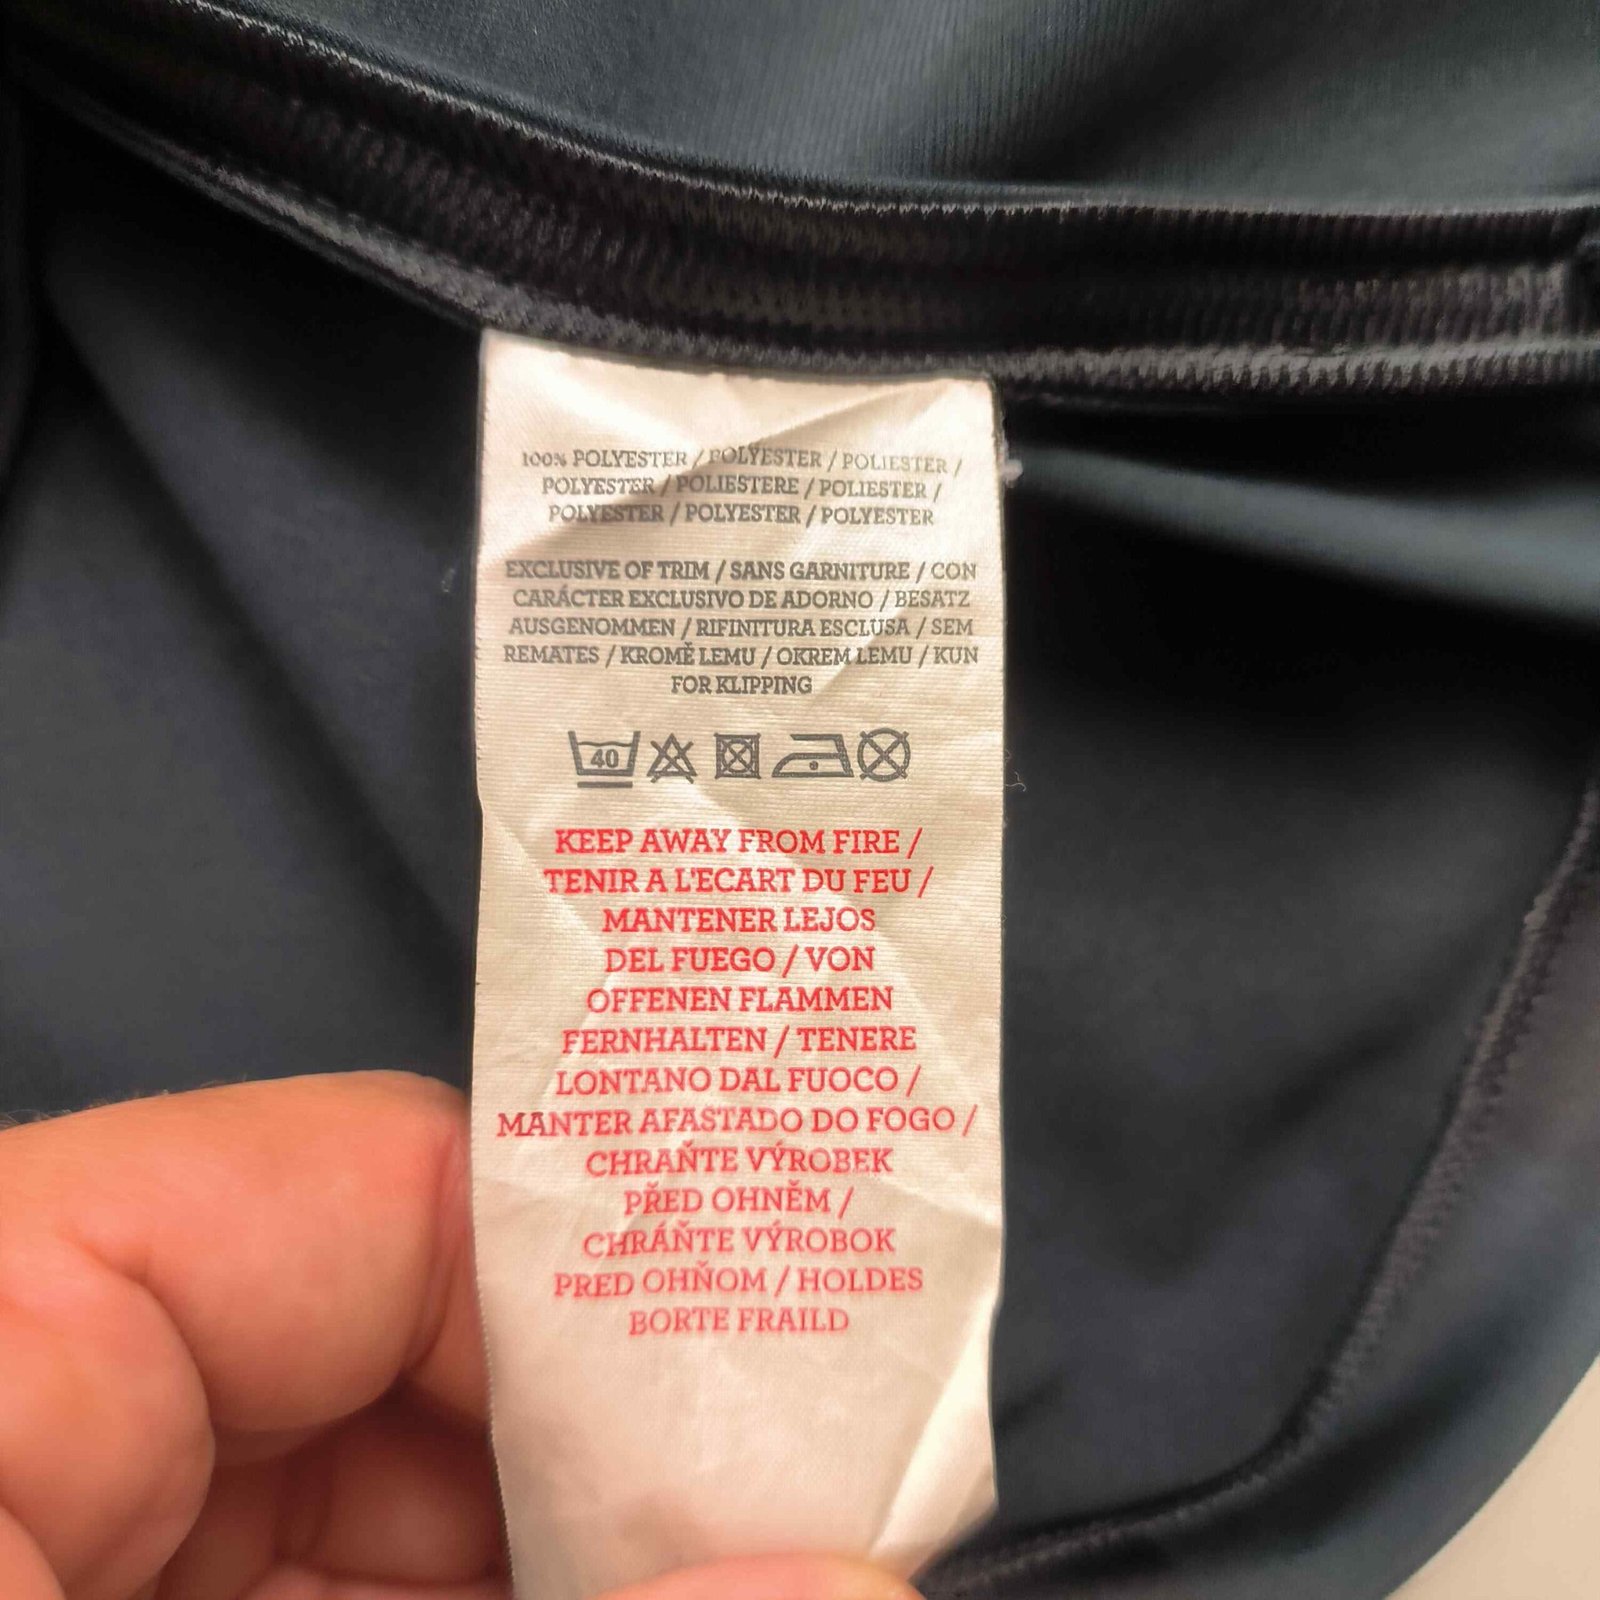 100% POLYESTER / POLYESTER / POLIESTER /
POLYESTER / POLIESTERE / POLIESTER /
POLYESTER / POLYESTER / POLYESTER
EXCLUSIVE OF TRIM / SANS GARNITURE / CON
CARÁCTER EXCLUSIVO DE ADORNO / BESATZ
AUSGENOMMEN / RIFINITURA ESCLUSA / SEM
REMATES / KROMĚ LEMU / OKREM LEMU / KUN
FOR KLIPPING
40
KEEP AWAY FROM FIRE /
TENIR A L'ECART DU FEU /
MANTENER LEJOS
DEL FUEGO / VON
OFFENEN FLAMMEN
FERNHALTEN / TENERE
LONTANO DAL FUOCO /
MANTER AFASTADO DO FOGO /
CHRAŇTE VÝROBEK
PŘED OHNĚM /
CHRÁŇTE VÝROBOK
PRED OHŇOM / HOLDES
BORTE FRAILD